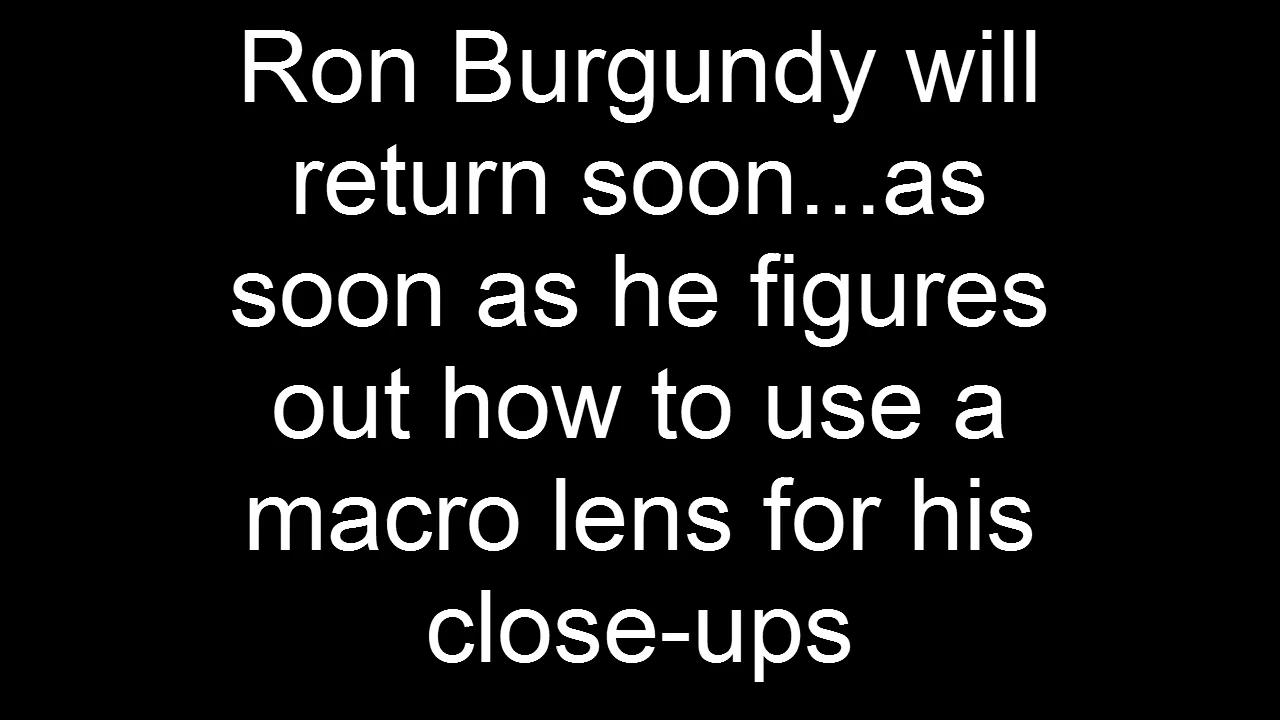 Ron Burgundy will
return soon...as
soon as he figures
out how to use a
macro lens for his
close-ups